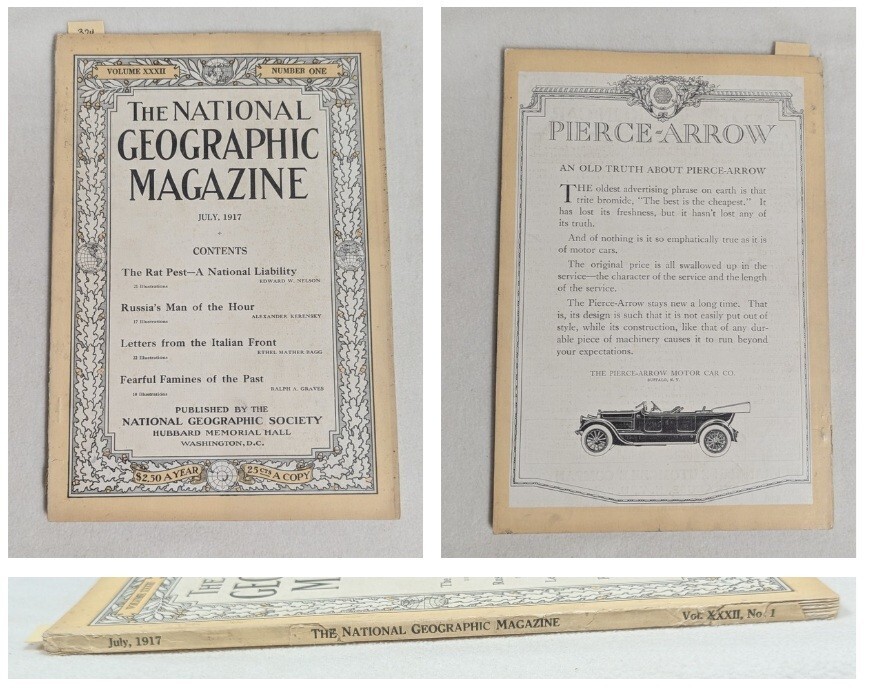 324
VOLUME XXXII
NUMBER ONE
THE NATIONAL
GEOGRAPHIC
MAGAZINE
JULY, 1917
CONTENTS
The Rat Pest—A National Liability
EDWARD W. NELSON
Russia's Man of the Hour
17 Illustrations
ALEXANDER KERENSKY
Letters from the Italian Front
ETHEL MATHER BAGG
Fearful Famines of the Past
RALPH A. GRAVES
PUBLISHED BY THE
NATIONAL GEOGRAPHIC SOCIETY
HUBBARD MEMORIAL HALL
WASHINGTON, D.C.
$2.50 A YEAR
25 CTS A COPY
PIERCE-ARROW
AN OLD TRUTH ABOUT PIERCE-ARROW
THE oldest advertising phrase on earth is that
trite bromide, "The best is the cheapest." It
has lost its freshness, but it hasn't lost any of
its truth.
And of nothing is it so emphatically true as it is
of motor cars.
The original price is all swallowed up in the
service—the character of the service and the length
of the service.
The Pierce-Arrow stays new a long time. That
is, its design is such that it is not easily put out of
style, while its construction, like that of any dur-
able piece of machinery causes it to run beyond
your expectations.
THE PIERCE-ARROW MOTOR CAR CO.
BUFFALO, N. Y.
THE
GEO
M
July, 1917
THE NATIONAL GEOGRAPHIC MAGAZINE
Vol. XXXII, No. 1